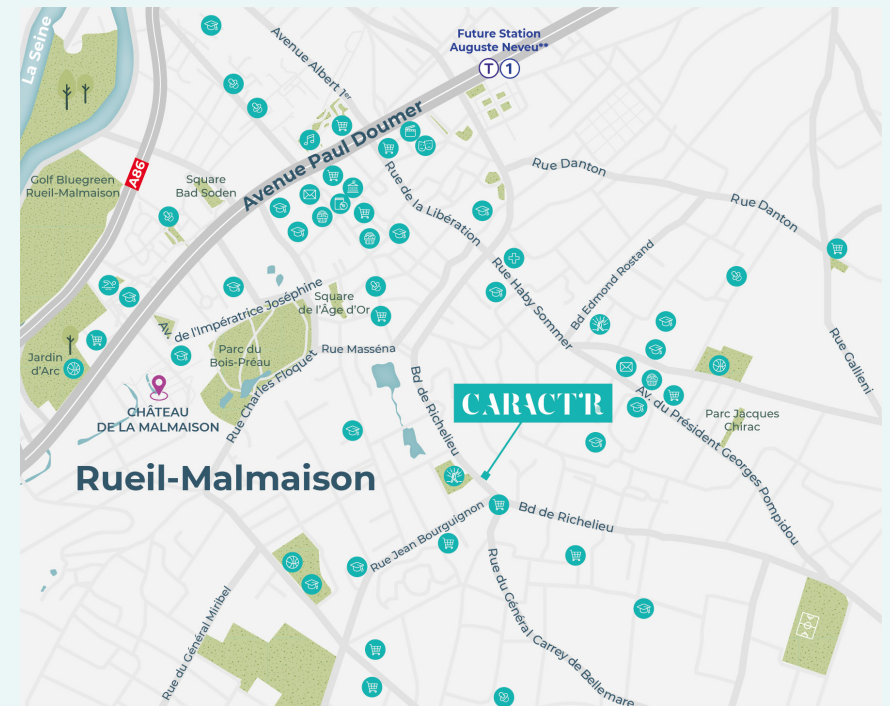 La Seine
Avenue Albert 1er
Future Station
Auguste Neveu**
T 1
A86
Avenue Paul Doumer
Golf Bluegreen
Rueil-Malmaison
Square
Bad Soden
Rue de la Libération
Rue Danton
Rue Danton
Rue Haby Sommer
Bd Edmond Rostand
Rue Gallieni
Av. de l'Impératrice Joséphine
Square
de l'Âge d'Or
Jardin
d'Arc
Parc du
Bois-Préau
Rue Masséna
Rue Charles Floquet
Bd de Richelieu
CHÂTEAU
DE LA MALMAISON
CARACT'R
Parc Jacques
Chirac
Av. du Président Georges Pompidou
Rueil-Malmaison
Rue Jean Bourguignon
Bd de Richelieu
Rue du Général Miribel
Rue du Général Carrey de Bellemare